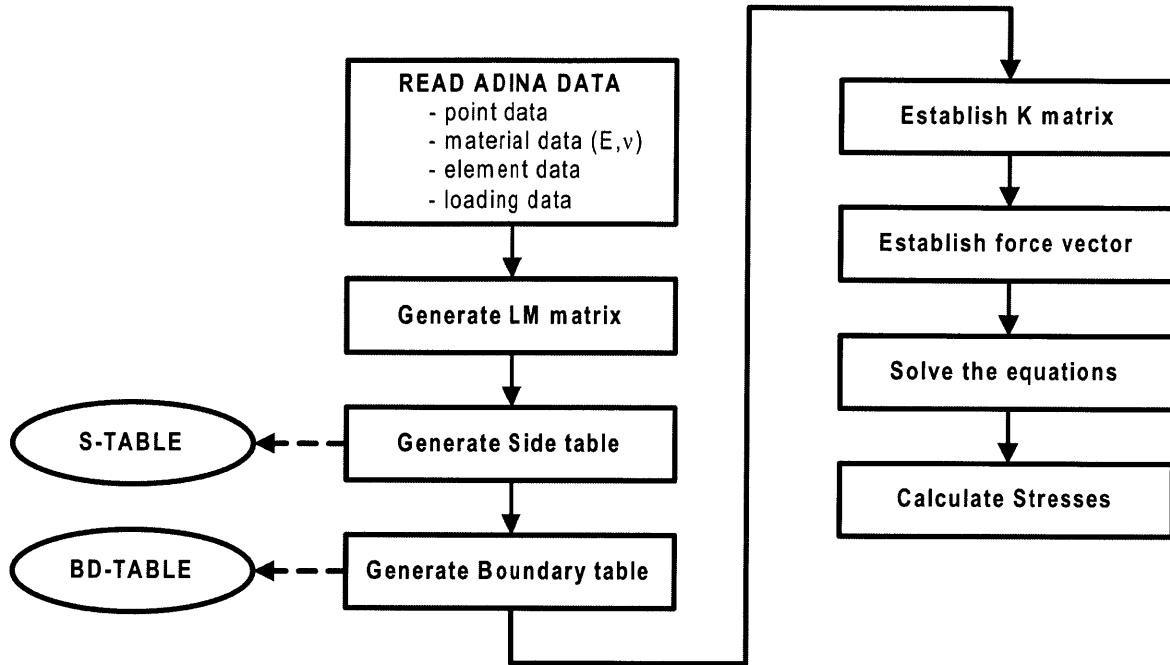 READ ADINA DATA
- point data
- material data (E,ν)
- element data
- loading data
Generate LM matrix
Generate Side table
S-TABLE
Generate Boundary table
BD-TABLE
Establish K matrix
Establish force vector
Solve the equations
Calculate Stresses